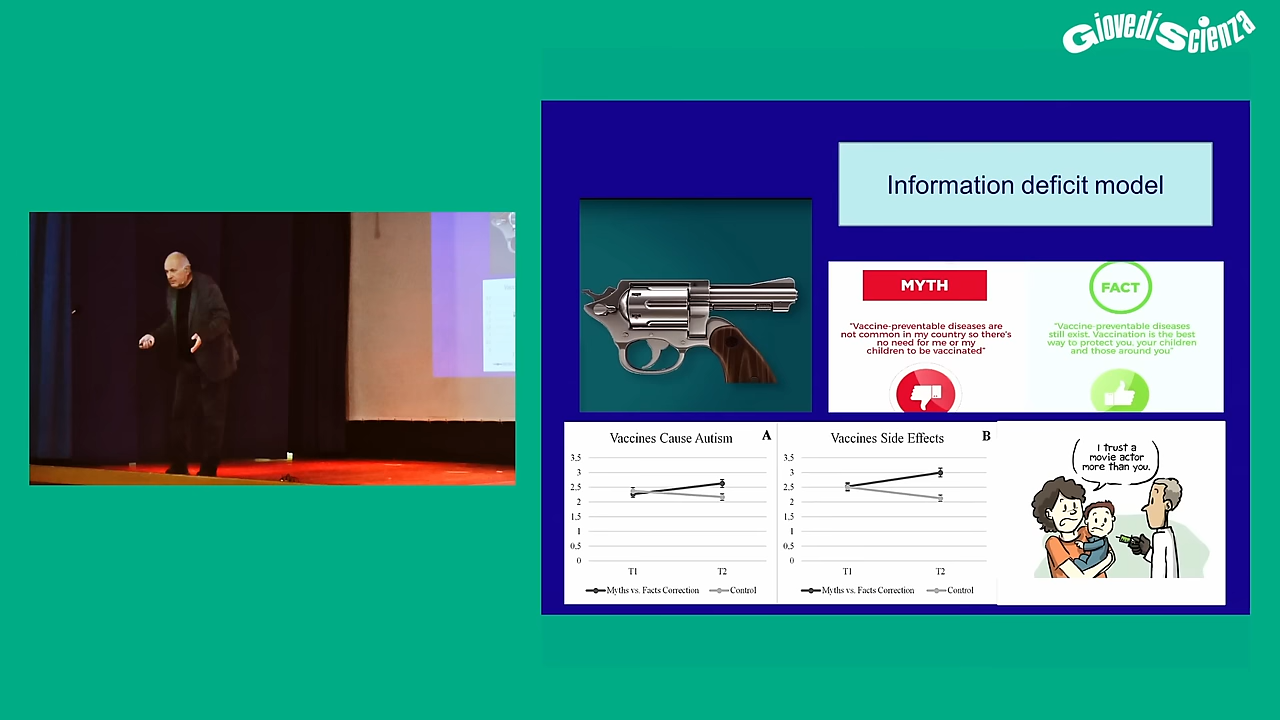 GiovedìScienza
Information deficit model
MYTH
"Vaccine-preventable diseases are
not common in my country so there's
no need for me or my
children to be vaccinated"
FACT
"Vaccine-preventable diseases
still exist. Vaccination is the best
way to protect you. your children
and those around you"
Vaccines Cause Autism
A
3.5
3
2.5
2
1.5
1
0.5
0
T1 T2
Myths vs. Facts Correction Control
Vaccines Side Effects
B
3.5
3
2.5
2
1.5
1
0.5
0
T1 T2
Myths vs. Facts Correction Control
I trust a
movie actor
more than you.